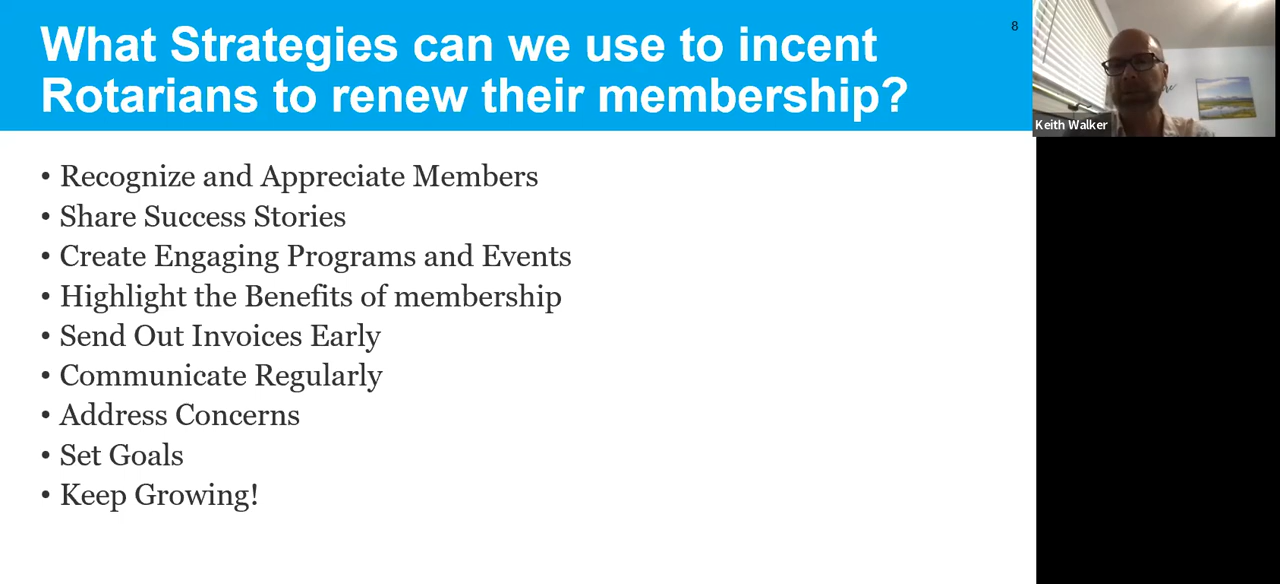 What Strategies can we use to incent
Rotarians to renew their membership?
8
• Recognize and Appreciate Members
• Share Success Stories
• Create Engaging Programs and Events
• Highlight the Benefits of membership
• Send Out Invoices Early
• Communicate Regularly
• Address Concerns
• Set Goals
• Keep Growing!
Keith Walker